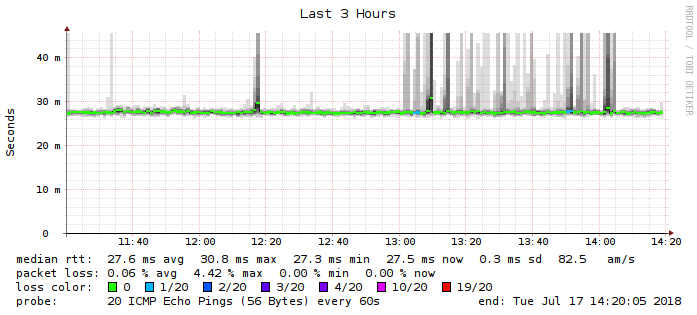 Last 3 Hours
RRDTOOL / TOBI OETIKER
Seconds
40 m
30 m
20 m
10 m
0
11:40 12:00 12:20 12:40 13:00 13:20 13:40 14:00 14:20
median rtt: 27.6 ms avg 30.8 ms max 27.3 ms min 27.5 ms now 0.3 ms sd 82.5 am/s
packet loss: 0.06 % avg 4.42 % max 0.00 % min 0.00 % now
loss color: 0 1/20 2/20 3/20 4/20 10/20 19/20
probe: 20 ICMP Echo Pings (56 Bytes) every 60s end: Tue Jul 17 14:20:05 2018